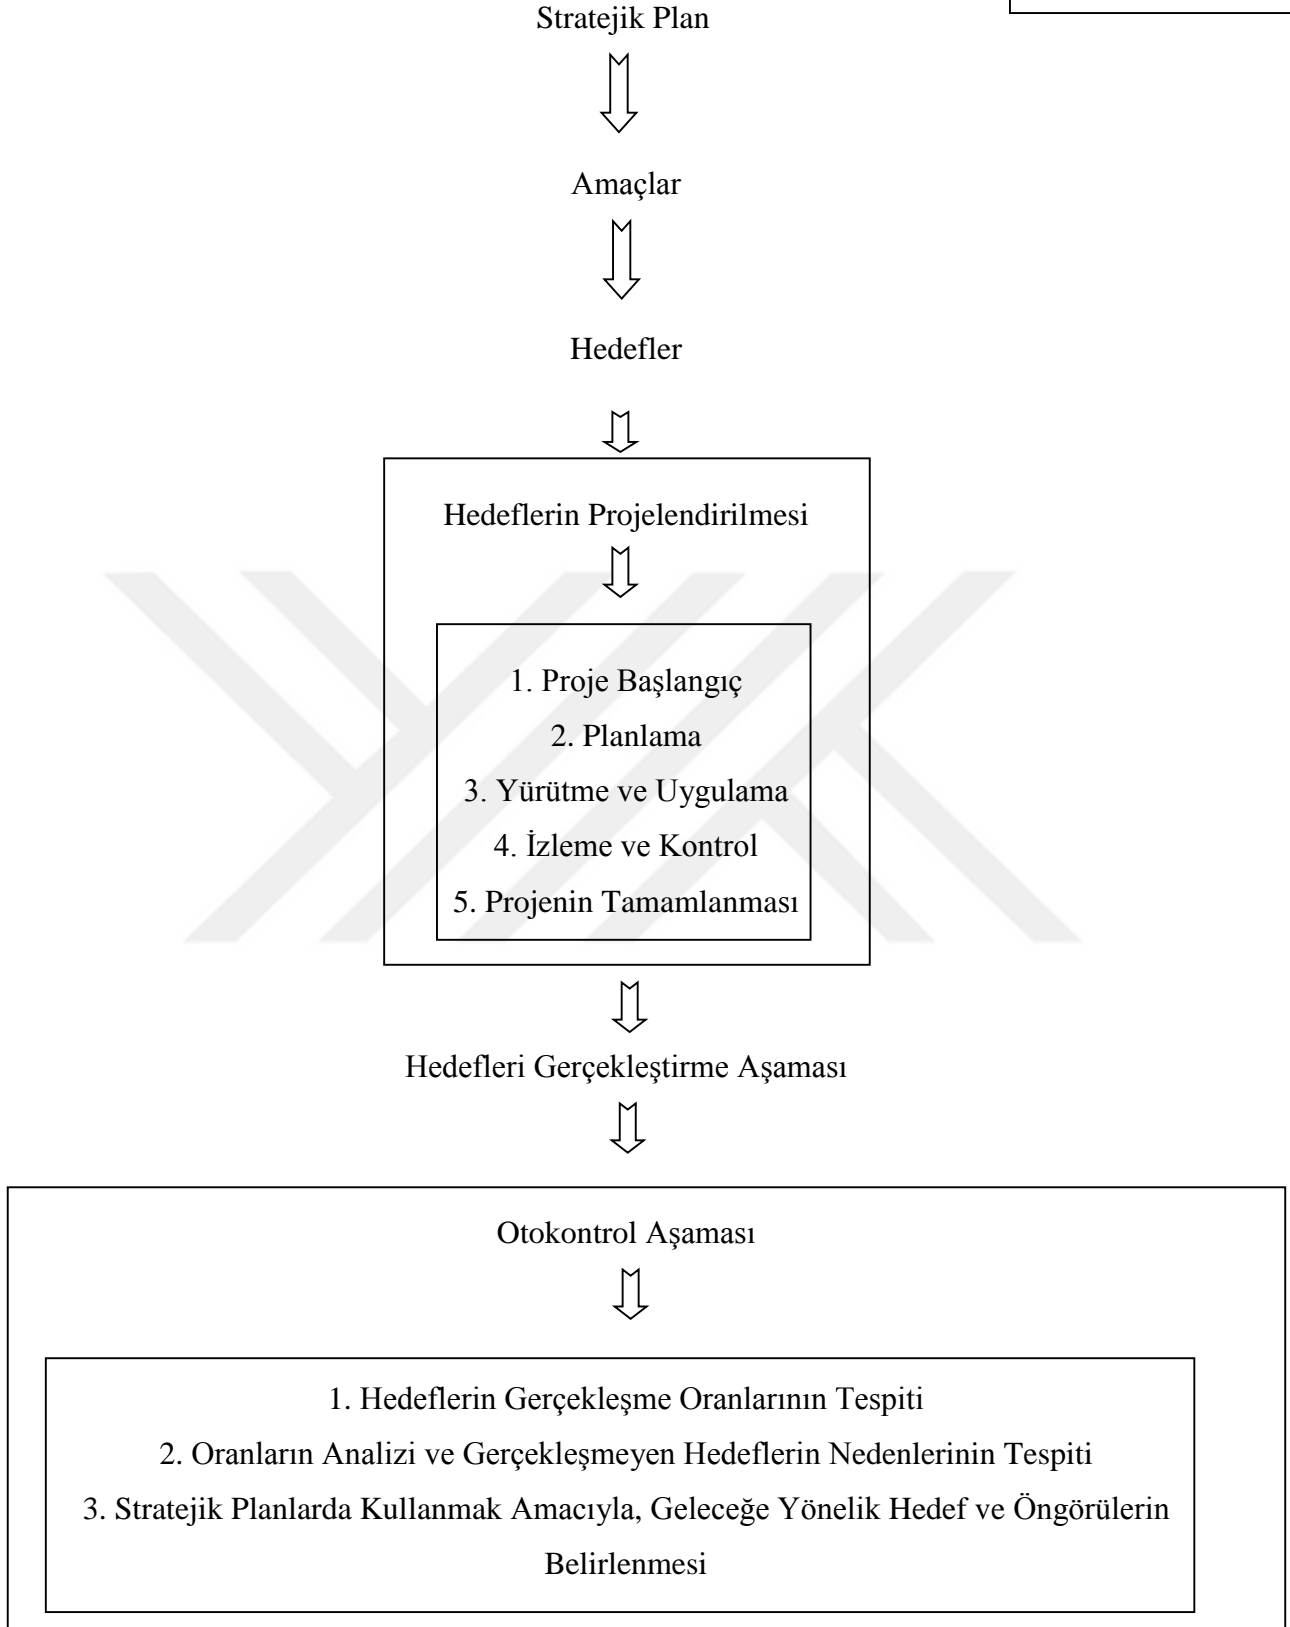 Stratejik Plan
Amaçlar
Hedefler
Hedeflerin Projelendirilmesi
1. Proje Başlangıç
2. Planlama
3. Yürütme ve Uygulama
4. İzleme ve Kontrol
5. Projenin Tamamlanması
Hedefleri Gerçekleştirme Aşaması
Otokontrol Aşaması
1. Hedeflerin Gerçekleşme Oranlarının Tespiti
2. Oranların Analizi ve Gerçekleşmeyen Hedeflerin Nedenlerinin Tespiti
3. Stratejik Planlarda Kullanmak Amacıyla, Geleceğe Yönelik Hedef ve Öngörülerin
Belirlenmesi